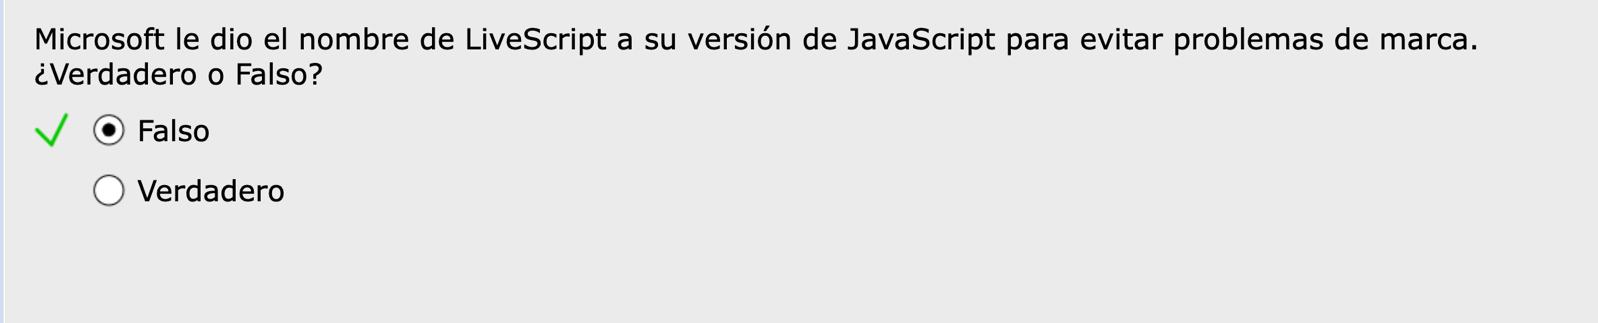 Microsoft le dio el nombre de LiveScript a su versión de JavaScript para evitar problemas de marca.
¿Verdadero o Falso?
Falso
Verdadero